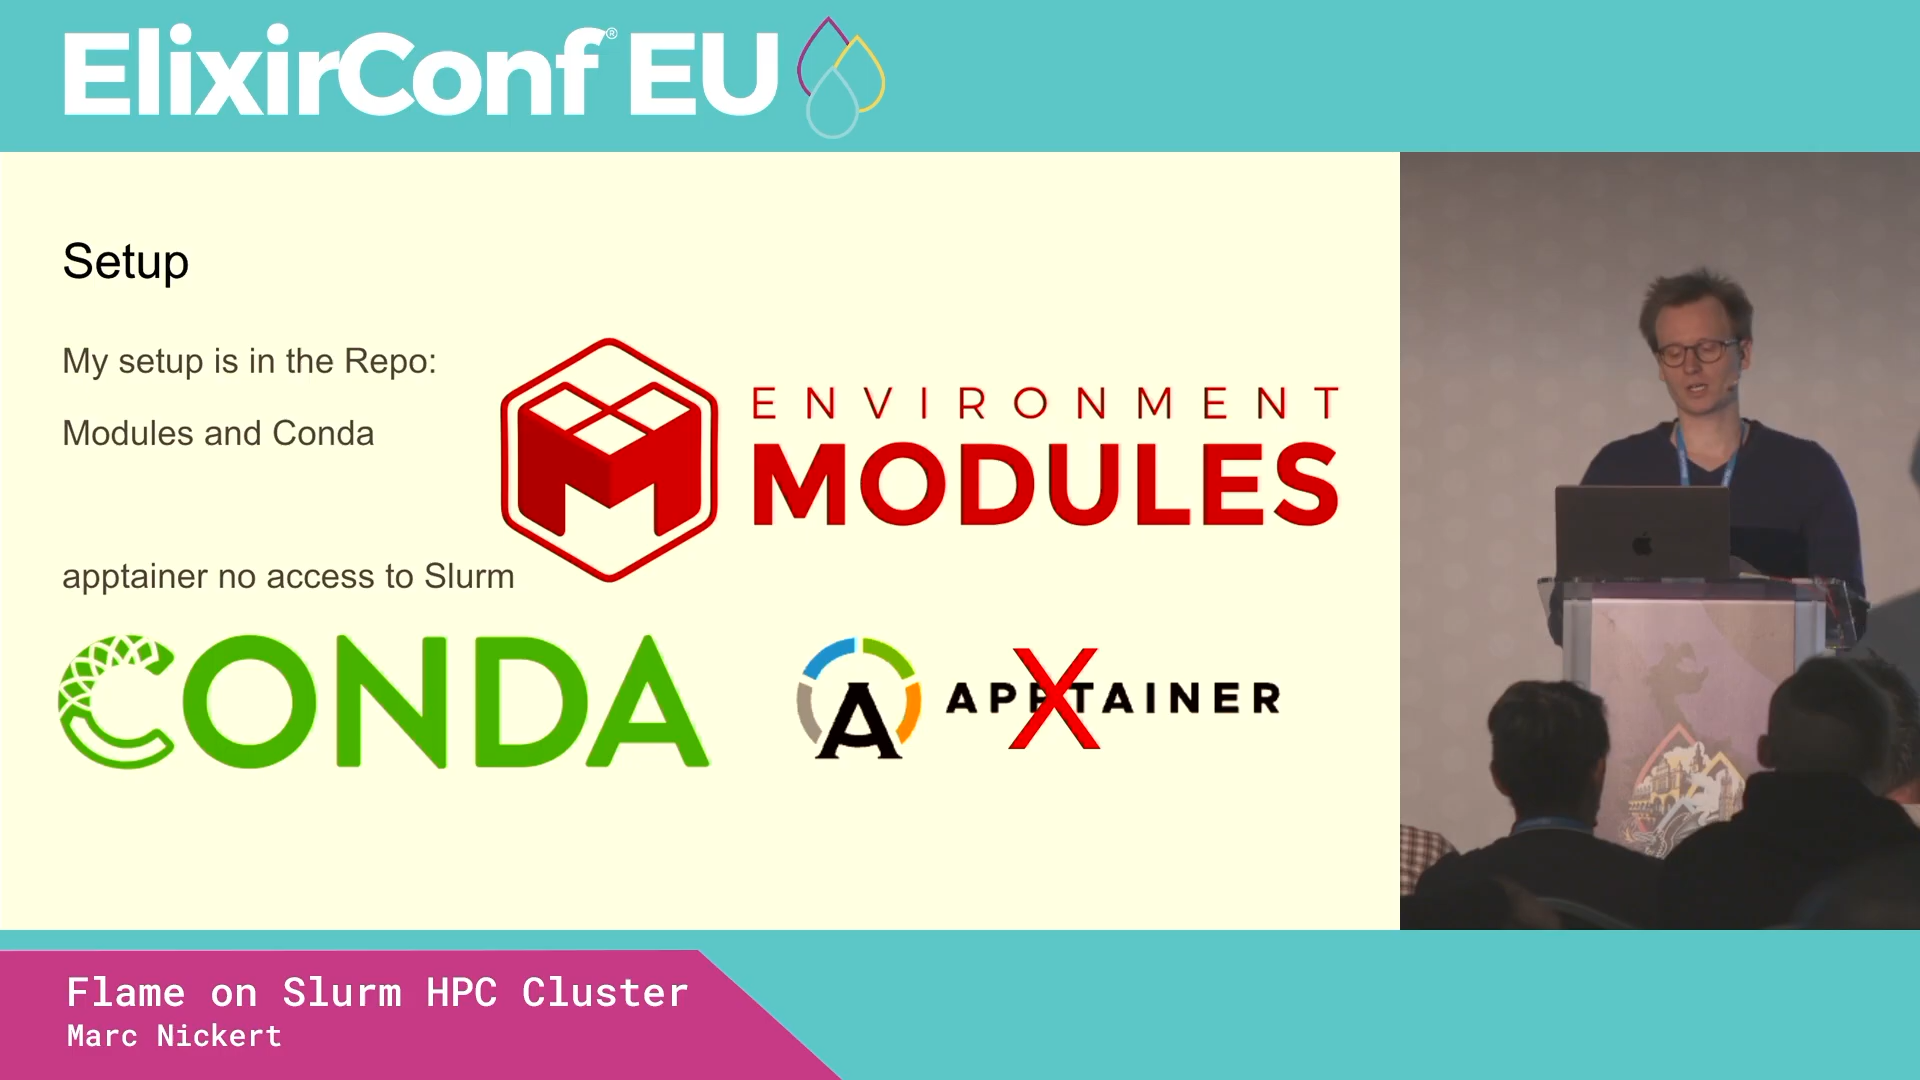 ElixirConf® EU
Setup
My setup is in the Repo:
Modules and Conda
apptainer no access to Slurm
ENVIRONMENT
MODULES
CONDA
APPTAINER
X
Flame on Slurm HPC Cluster
Marc Nickert